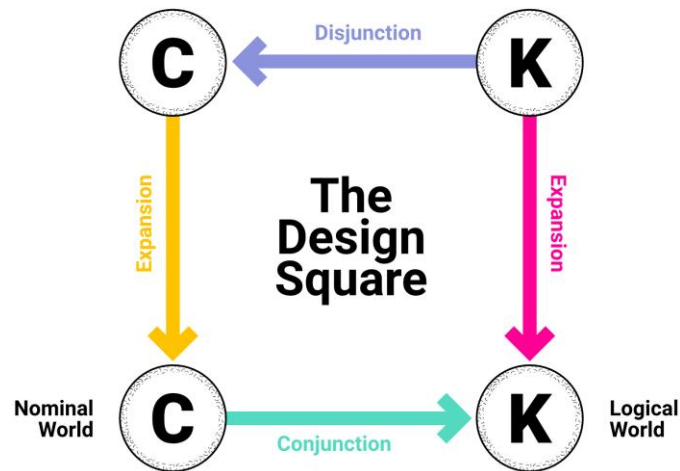 Disjunction
C
K
Expansion
The
Design
Square
Expansion
Nominal
World
C
Conjunction
K
Logical
World